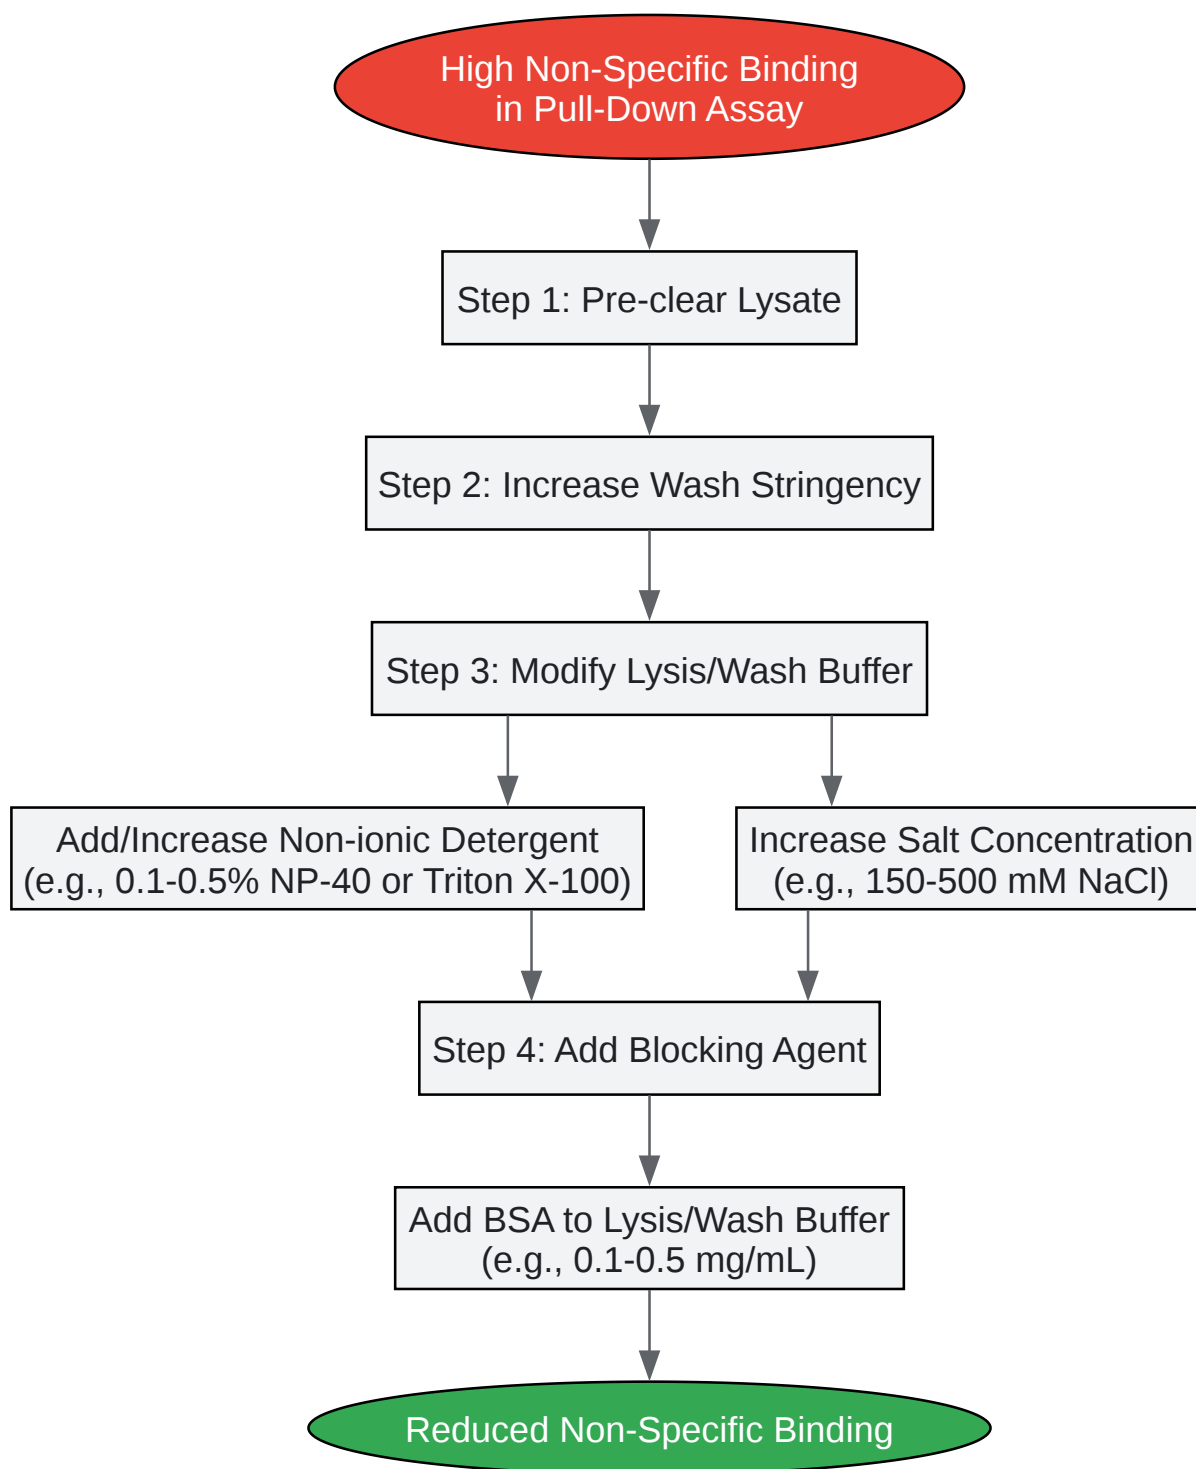 High Non-Specific Binding
in Pull-Down Assay
Step 1: Pre-clear Lysate
Step 2: Increase Wash Stringency
Step 3: Modify Lysis/Wash Buffer
Add/Increase Non-ionic Detergent
(e.g., 0.1-0.5% NP-40 or Triton X-100)
Increase Salt Concentration
(e.g., 150-500 mM NaCl)
Step 4: Add Blocking Agent
Add BSA to Lysis/Wash Buffer
(e.g., 0.1-0.5 mg/mL)
Reduced Non-Specific Binding